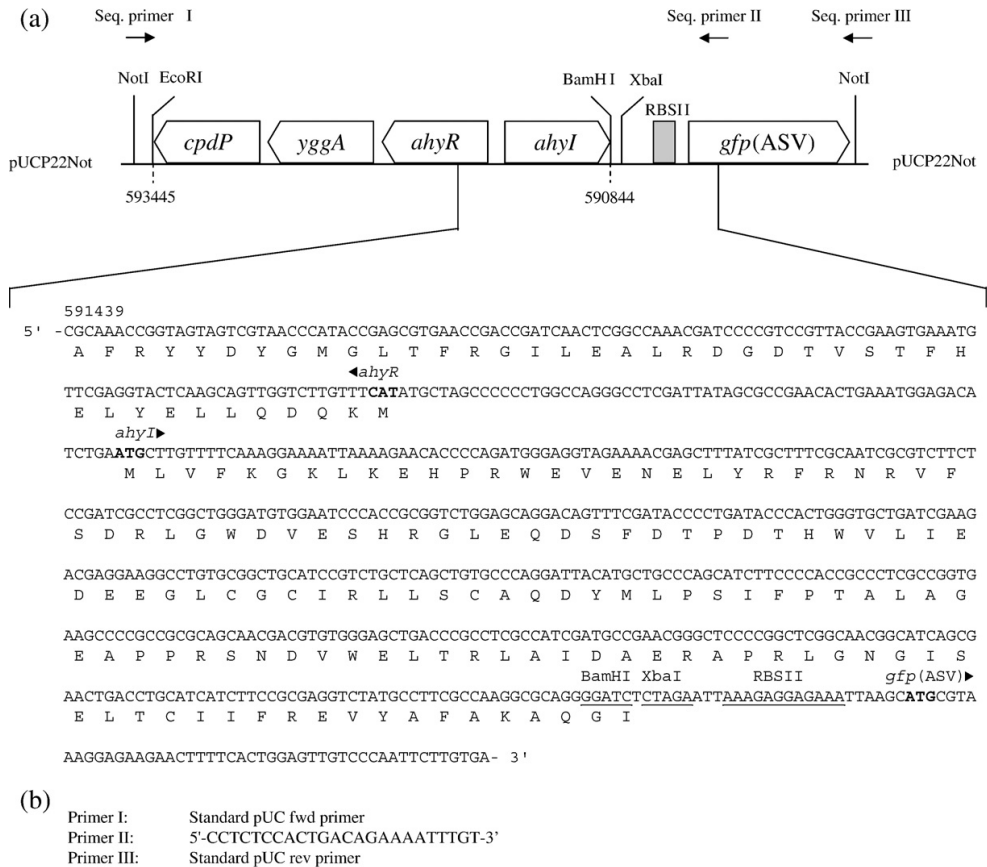 (a)
Seq. primer I
Seq. primer II
Seq. primer III
NotI
EcoRI
BamHI
XbaI
NotI
RBSII
cpdP
yggA
ahyR
ahyI
gfp(ASV)
pUCP22Not
pUCP22Not
593445
590844
591439
5' -CGCAAACCGGTAGTAGTCGTAACCCATACCGAGCGTGAACCGACCGATCAACTCGGCCAAACGATCCCCGTCCGTTACCGAAGTGAAATG
A F R Y Y D Y G M G L T F R G I L E A L R D G D T V S T F H
◄ahyR
TTCGAGGTACTCAAGCAGTTGGTCTTGTTTCATATGCTAGCCCCCCTGGCCAGGGCCTCGATTATAGCGCCGAACACTGAAATGGAGACA
E L Y E L L Q D Q K M
ahyI►
TCTGAATGCTTGTTTTCAAAGGAAAATTAAAAGAACACCCCAGATGGGAGGTAGAAAACGAGCTTTATCGCTTTCGCAATCGCGTCTTCT
M L V F K G K L K E H P R W E V E N E L Y R F R N R V F
CCGATCGCCTCGGCTGGGATGTGGAATCCCACCGCGGTCTGGAGCAGGACAGTTTCGATACCCCTGATACCCACTGGGTGCTGATCGAAG
S D R L G W D V E S H R G L E Q D S F D T P D T H W V L I E
ACGAGGAAGGCCTGTGCGGCTGCATCCGTCTGCTCAGCTGTGCCCAGGATTACATGCTGCCCAGCATCTTCCCCACCGCCCTCGCCGGTG
D E E G L C G C I R L L S C A Q D Y M L P S I F P T A L A G
AAGCCCCGCCGCGCAGCAACGACGTGTGGGAGCTGACCCGCCTCGCCATCGATGCCGAACGGGCTCCCCGGCTCGGCAACGGCATCAGCG
E A P P R S N D V W E L T R L A I D A E R A P R L G N G I S
BamHI XbaI RBSII gfp(ASV)►
AACTGACCTGCATCATCTTCCGCGAGGTCTATGCCTTCGCCAAGGCGCAGGGGATCTCTAGAATTAAAGAGGAGAAATTAAGCATGCGTA
E L T C I I F R E V Y A F A K A Q G I
AAGGAGAAGAACTTTTCACTGGAGTTGTCCCAATTCTTGTGA- 3'
(b)
Primer I: Standard pUC fwd primer
Primer II: 5'-CCTCTCCACTGACAGAAAATTTGT-3'
Primer III: Standard pUC rev primer